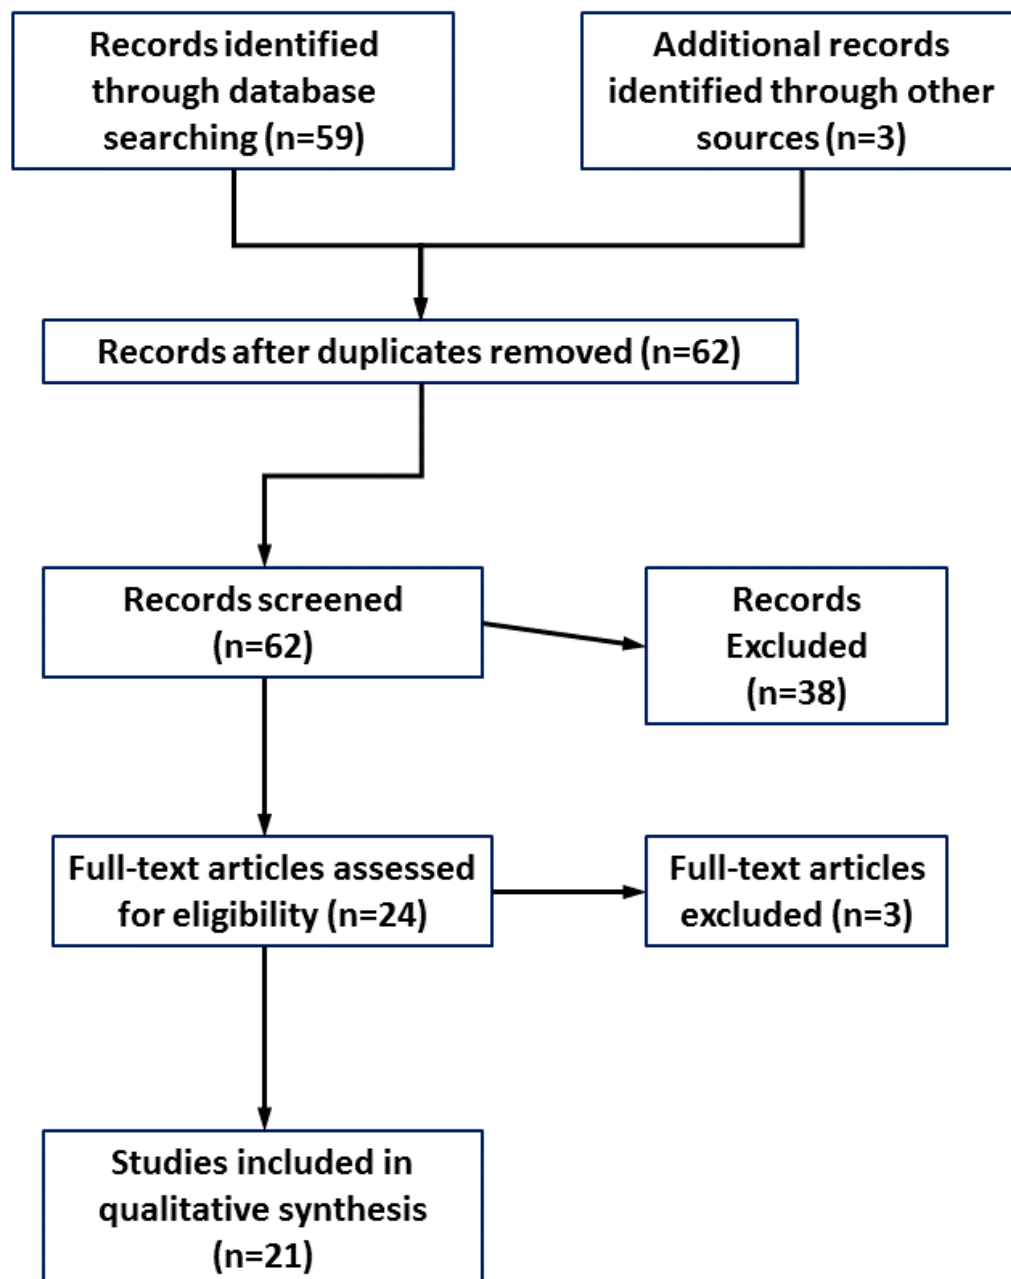 Records identified
through database
searching (n=59)
Additional records
identified through other
sources (n=3)
Records after duplicates removed (n=62)
Records screened
(n=62)
Records
Excluded
(n=38)
Full-text articles assessed
for eligibility (n=24)
Full-text articles
excluded (n=3)
Studies included in
qualitative synthesis
(n=21)